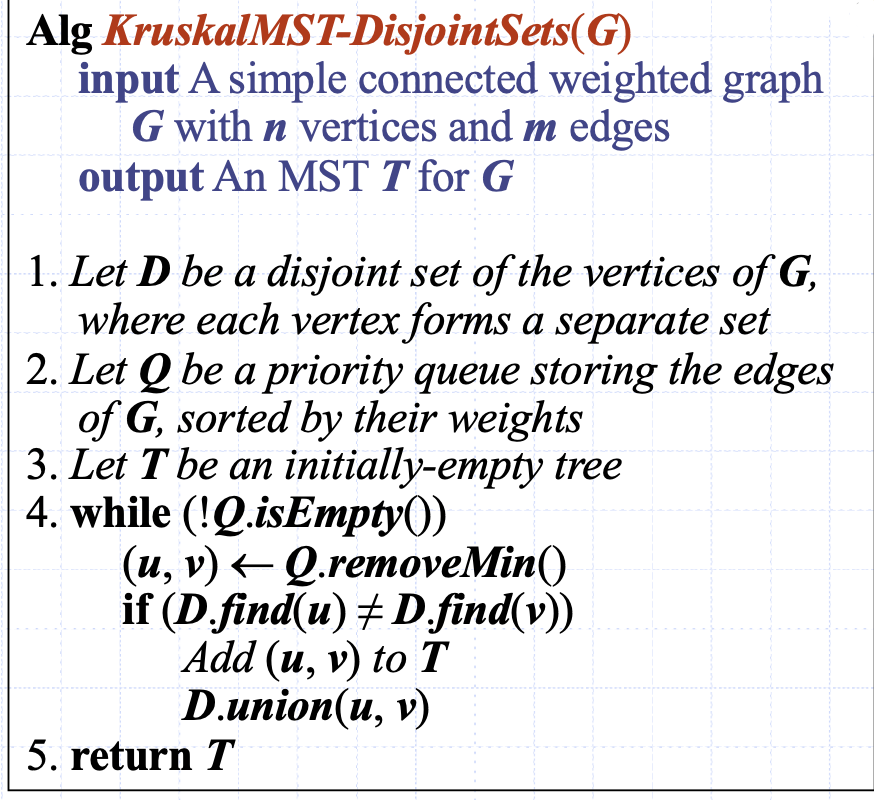 Alg KruskalMST-DisjointSets(G)
input A simple connected weighted graph
G with n vertices and m edges
output An MST T for G
1. Let D be a disjoint set of the vertices of G,
where each vertex forms a separate set
2. Let Q be a priority queue storing the edges
of G, sorted by their weights
3. Let T be an initially-empty tree
4. while (!Q.isEmpty())
(u, v) ← Q.removeMin()
if (D.find(u) ≠ D.find(v))
Add (u, v) to T
D.union(u, v)
5. return T